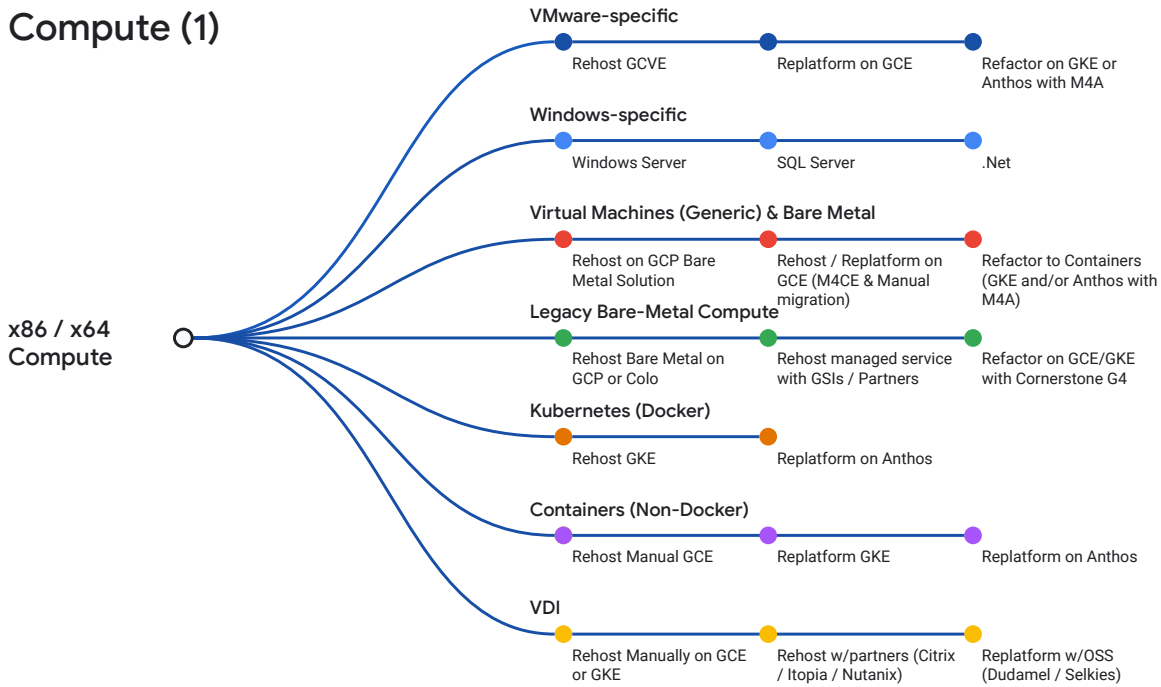 Compute (1)
x86 / x64
Compute
VMware-specific
Rehost GCVE
Replatform on GCE
Refactor on GKE or
Anthos with M4A
Windows-specific
Windows Server
SQL Server
.Net
Virtual Machines (Generic) & Bare Metal
Rehost on GCP Bare
Metal Solution
Rehost / Replatform on
GCE (M4CE & Manual
migration)
Refactor to Containers
(GKE and/or Anthos with
M4A)
Legacy Bare-Metal Compute
Rehost Bare Metal on
GCP or Colo
Rehost managed service
with GSIs / Partners
Refactor on GCE/GKE
with Cornerstone G4
Kubernetes (Docker)
Rehost GKE
Replatform on Anthos
Containers (Non-Docker)
Rehost Manual GCE
Replatform GKE
Replatform on Anthos
VDI
Rehost Manually on GCE
or GKE
Rehost w/partners (Citrix
/ Itopia / Nutanix)
Replatform w/OSS
(Dudamel / Selkies)